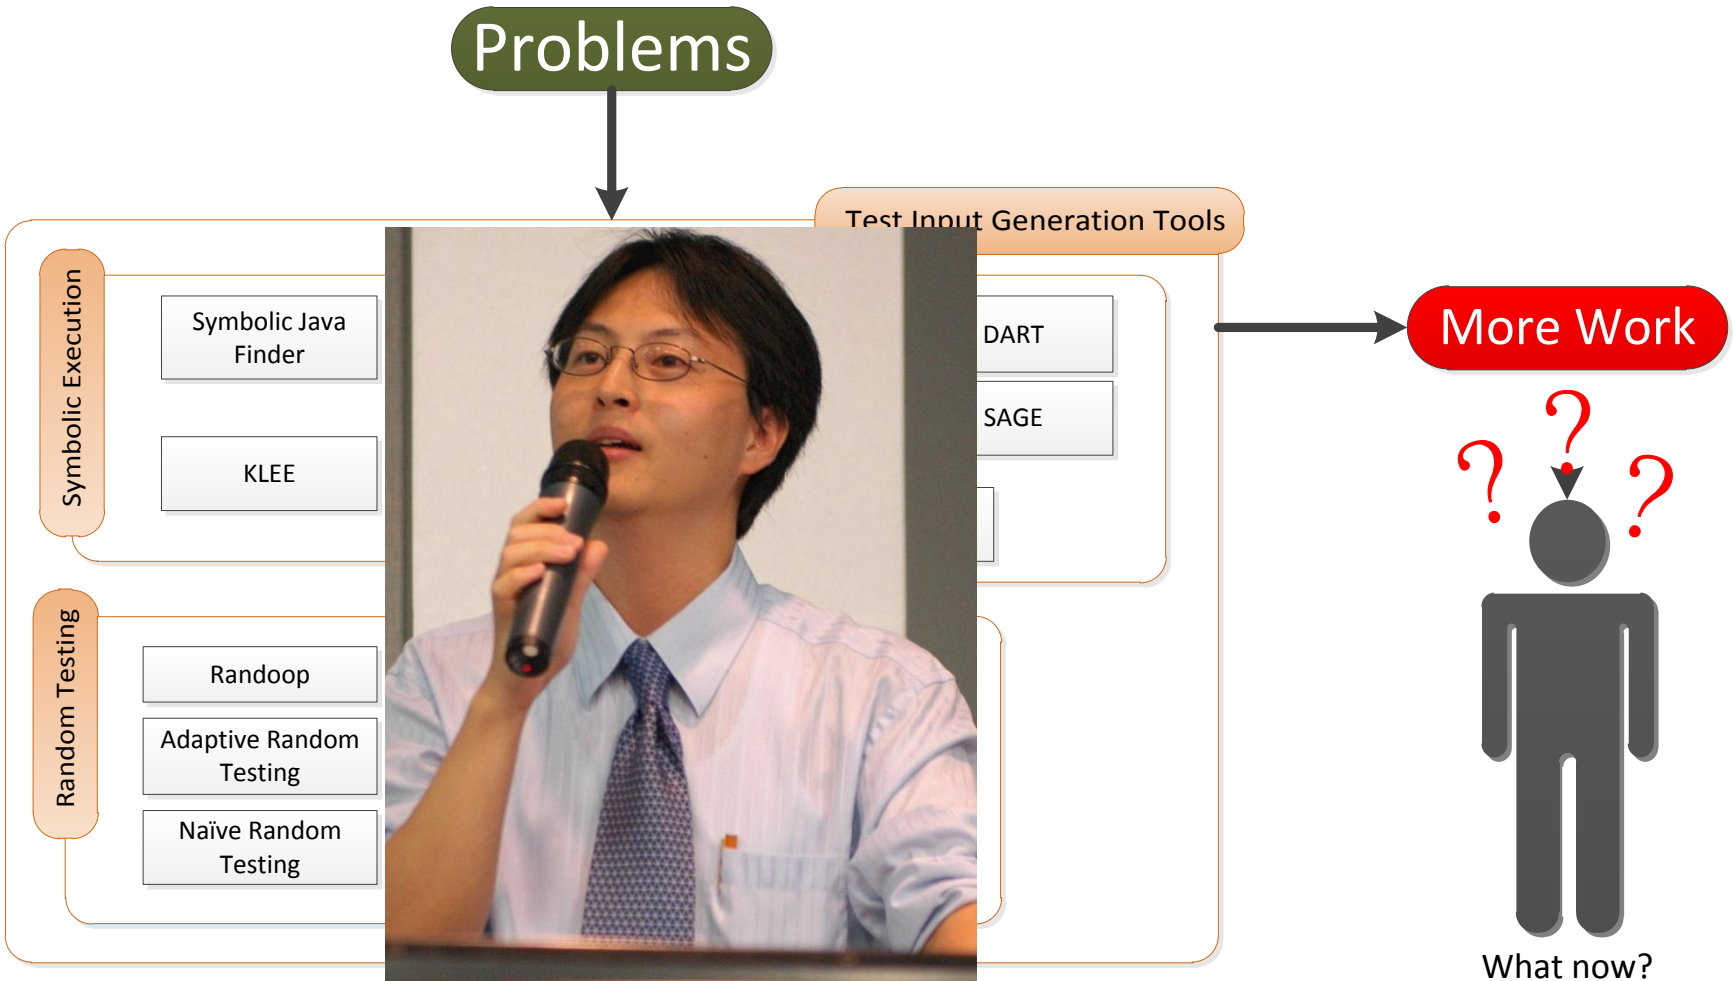 Problems
Test Input Generation Tools
Symbolic Execution
Symbolic Java
Finder
KLEE
DART
SAGE
More Work
?
?
?
Random Testing
Randoop
Adaptive Random
Testing
Naïve Random
Testing
What now?